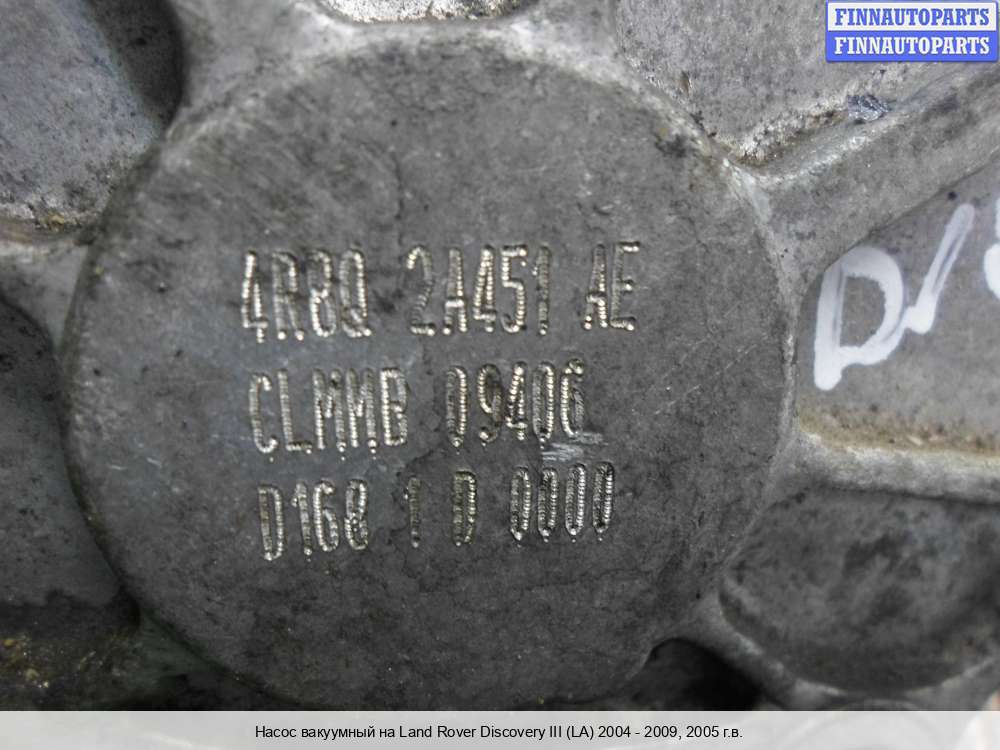 FINNAUTOPARTS
FINNAUTOPARTS
4R8Q 2A451 AE
CLMMB 09406
D168 1 D 0000
Насос вакуумный на Land Rover Discovery III (LA) 2004 - 2009, 2005 г.в.